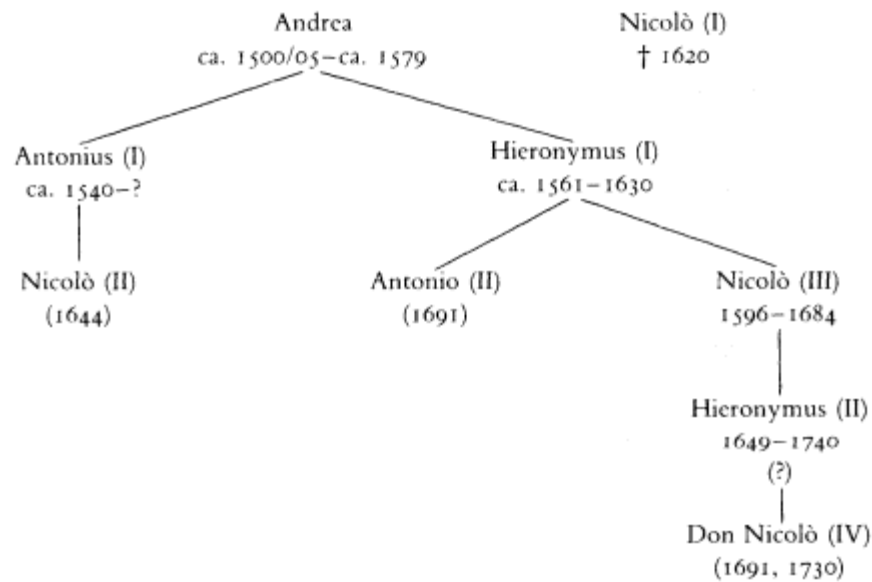 Andrea
Nicolò (I)
ca. 1500/05–ca. 1579
† 1620
Antonius (I)
Hieronymus (I)
ca. 1540–?
ca. 1561–1630
Nicolò (II)
Antonio (II)
Nicolò (III)
(1644)
(1691)
1596–1684
Hieronymus (II)
1649–1740
(?)
Don Nicolò (IV)
(1691, 1730)